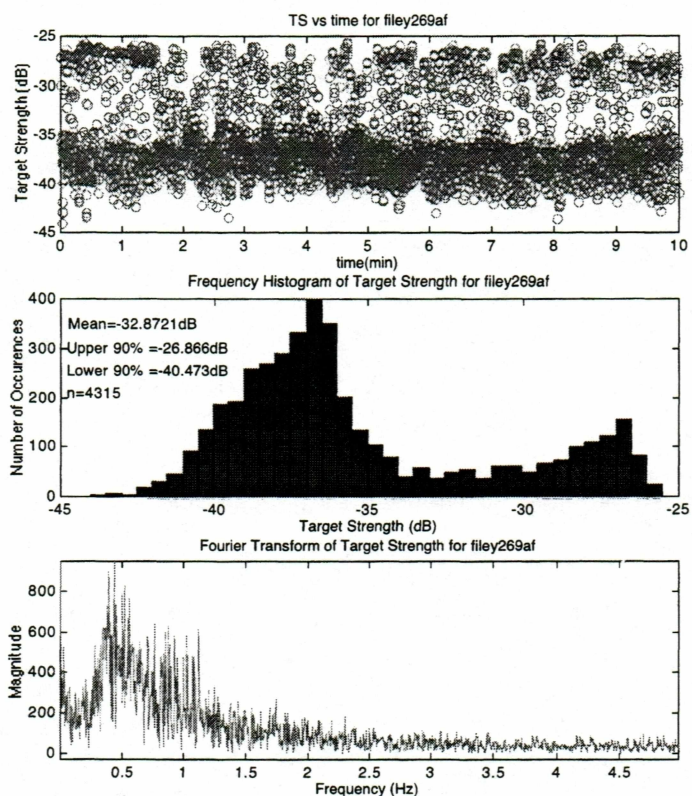 TS vs time for filey269af
-25
-30
-35
-40
-45
Target Strength (dB)
0 1 2 3 4 5 6 7 8 9 10
time(min)
Frequency Histogram of Target Strength for filey269af
400
300
200
100
0
Number of Occurences
Mean=-32.8721dB
Upper 90% =-26.866dB
Lower 90% =-40.473dB
n=4315
-45 -40 -35 -30 -25
Target Strength (dB)
Fourier Transform of Target Strength for filey269af
800
600
400
200
0
Magnitude
0.5 1 1.5 2 2.5 3 3.5 4 4.5
Frequency (Hz)